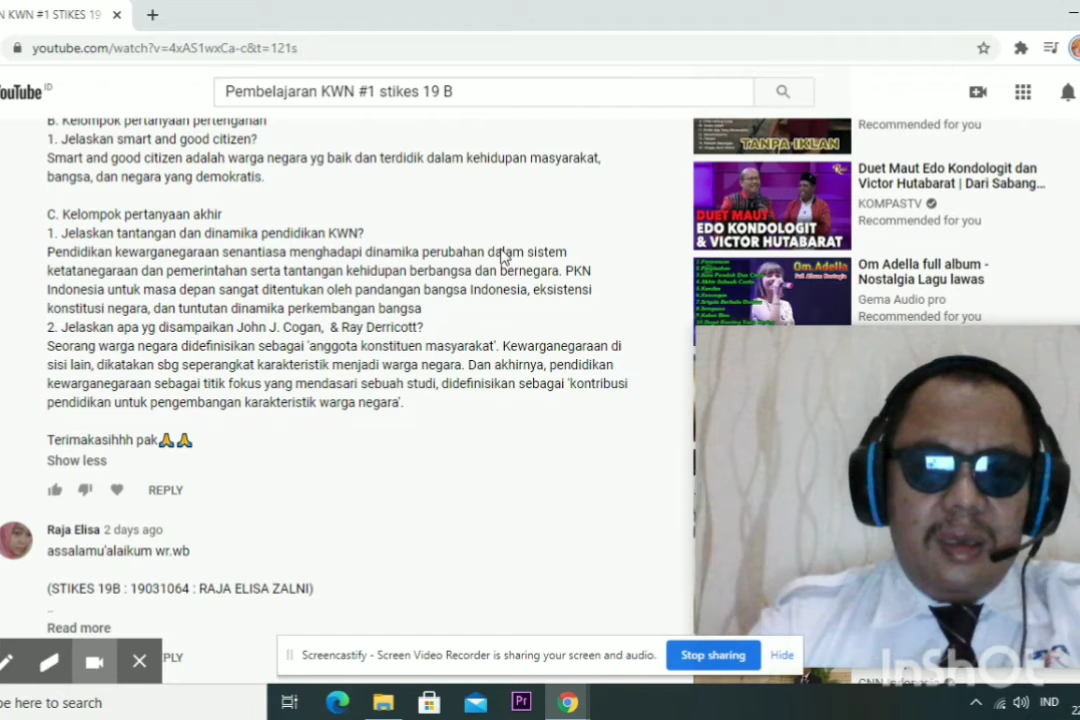 N KWN #1 STIKES 19
youtube.com/watch?v=4xAS1wxCa-c&t=121s
YouTube ID
Pembelajaran KWN #1 stikes 19 B
B. Kelompok pertanyaan pertengahan
1. Jelaskan smart and good citizen?
Smart and good citizen adalah warga negara yg baik dan terdidik dalam kehidupan masyarakat,
bangsa, dan negara yang demokratis.
C. Kelompok pertanyaan akhir
1. Jelaskan tantangan dan dinamika pendidikan KWN?
Pendidikan kewarganegaraan senantiasa menghadapi dinamika perubahan dalam sistem
ketatanegaraan dan pemerintahan serta tantangan kehidupan berbangsa dan bernegara. PKN
Indonesia untuk masa depan sangat ditentukan oleh pandangan bangsa Indonesia, eksistensi
konstitusi negara, dan tuntutan dinamika perkembangan bangsa
2. Jelaskan apa yg disampaikan John J. Cogan, & Ray Derricott?
Seorang warga negara didefinisikan sebagai 'anggota konstituen masyarakat'. Kewarganegaraan di
sisi lain, dikatakan sbg seperangkat karakteristik menjadi warga negara. Dan akhirnya, pendidikan
kewarganegaraan sebagai titik fokus yang mendasari sebuah studi, didefinisikan sebagai 'kontribusi
pendidikan untuk pengembangan karakteristik warga negara'.
Terimakasihhh pak🙏🙏
Show less
REPLY
Raja Elisa 2 days ago
assalamu'alaikum wr.wb
(STIKES 19B : 19031064 : RAJA ELISA ZALNI)
..
Read more
PLY
TANPA IKLAN
Recommended for you
DUET MAUT
EDO KONDOLOGIT
& VICTOR HUTABARAT
Duet Maut Edo Kondologit dan
Victor Hutabarat | Dari Sabang...
KOMPASTV
Recommended for you
Om.Adella
Om Adella full album -
Nostalgia Lagu lawas
Gema Audio pro
Recommended for you
Screencastify - Screen Video Recorder is sharing your screen and audio.
Stop sharing
Hide
InShOt
pe here to search
Pr
IND